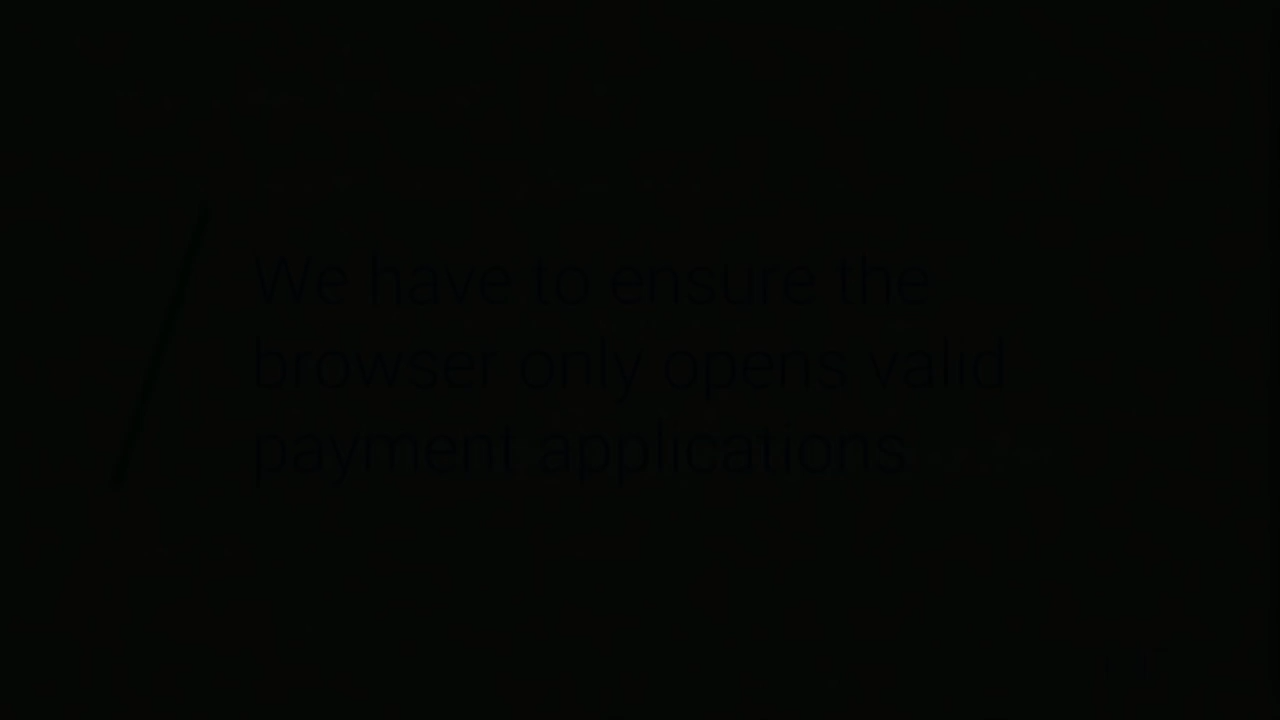 We have to ensure the
browser only opens valid
payment applications